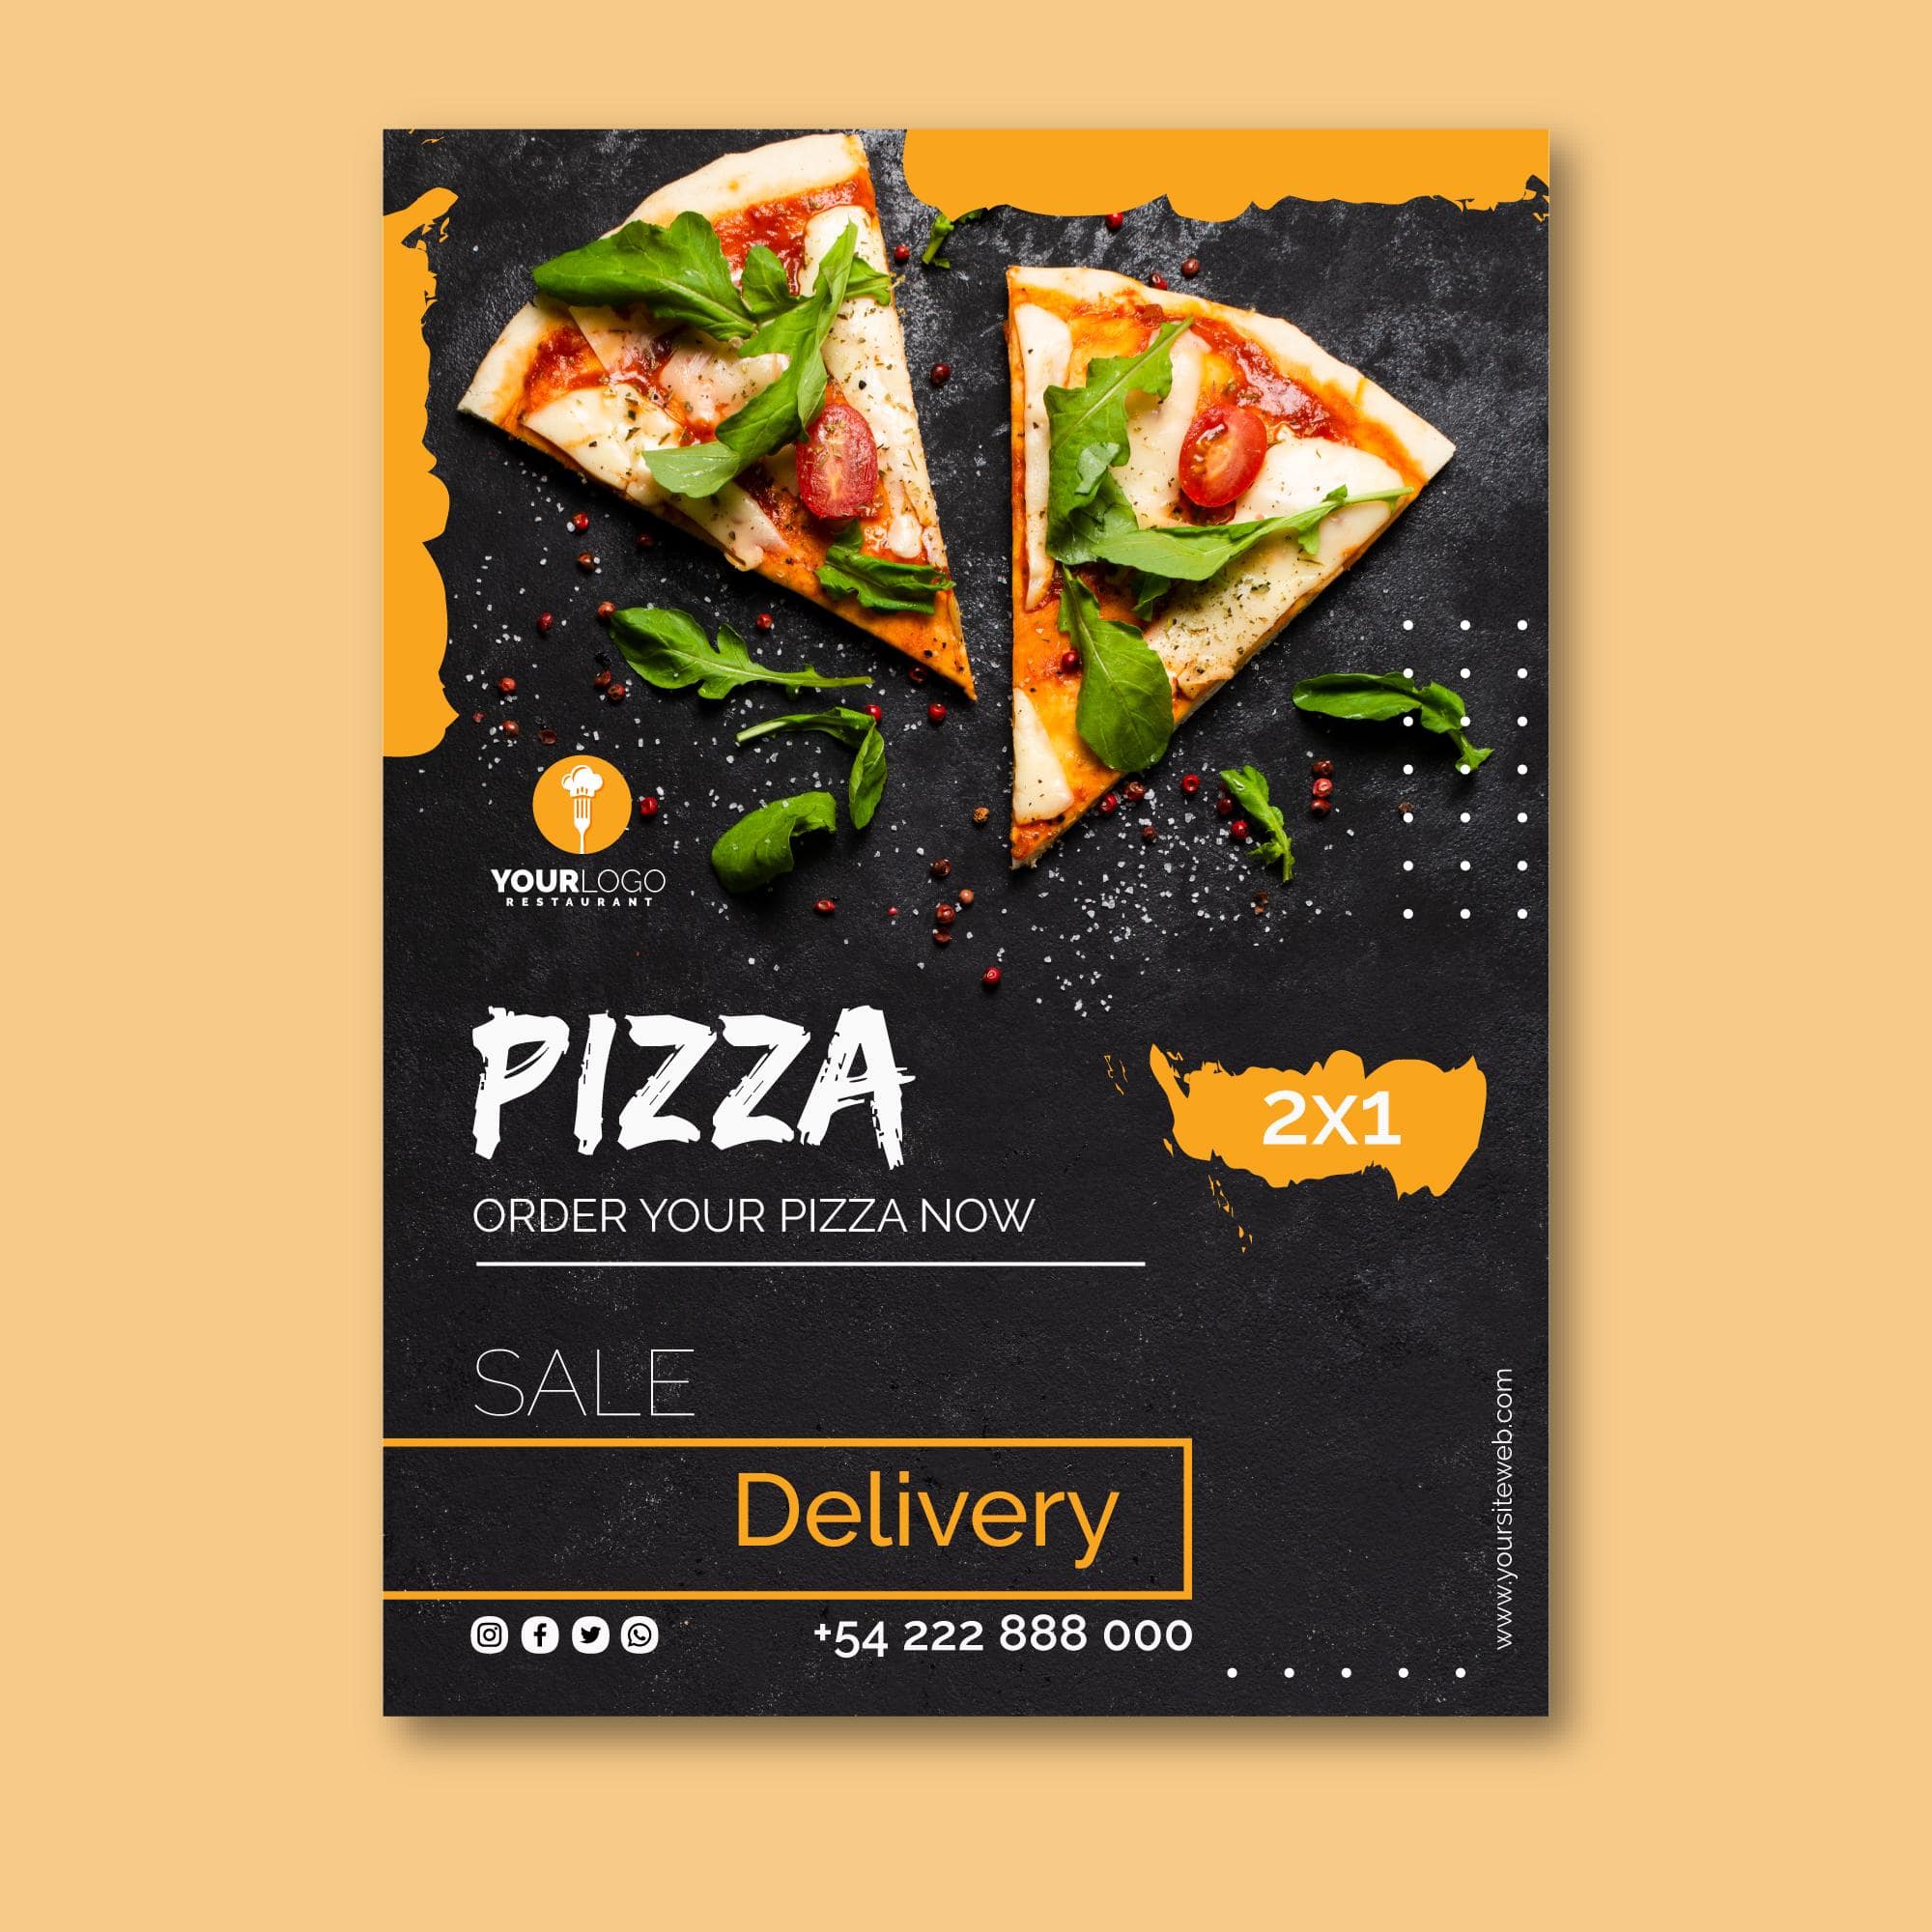 YOURLOGO
RESTAURANT
PIZZA
2X1
ORDER YOUR PIZZA NOW
SALE
Delivery
+54 222 888 000
www.yoursiteweb.com